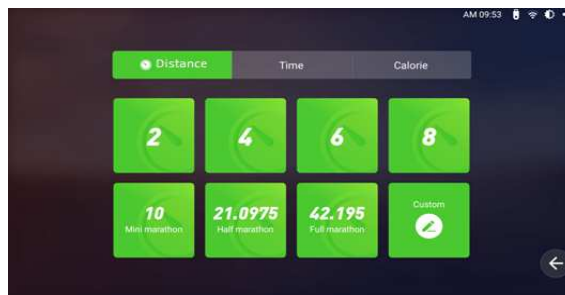 AM 09:53
Distance Time Calorie
2 4 6 8
10 21.0975 42.195 Custom
Mini marathon Half marathon Full marathon